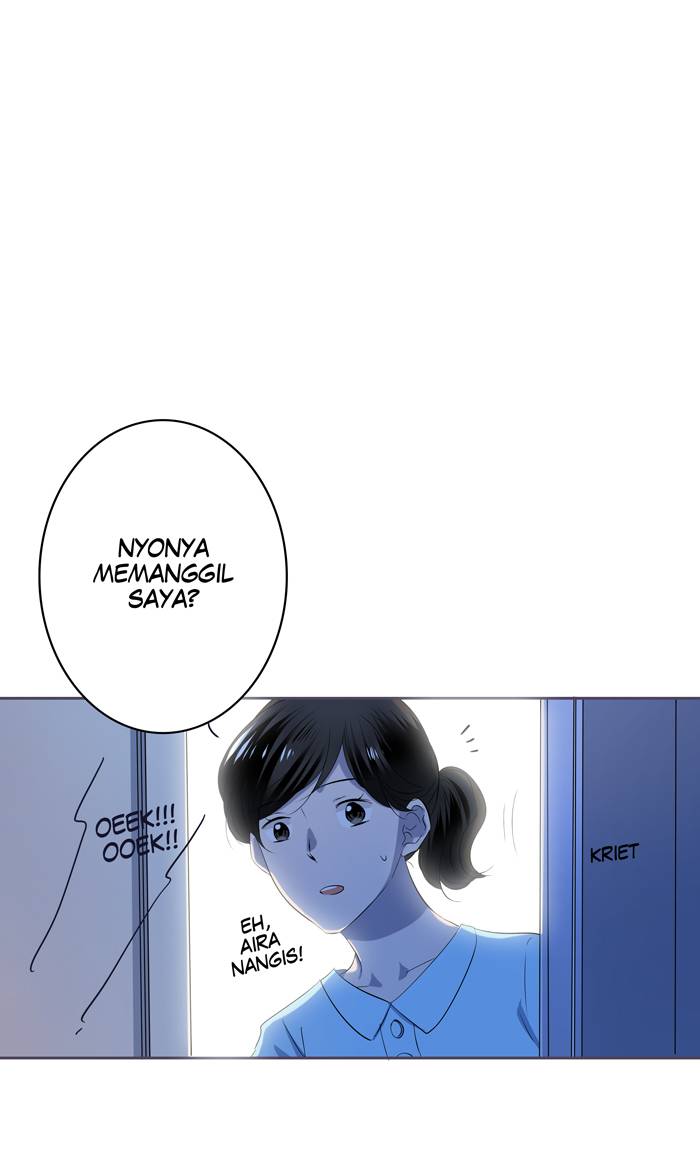 NYONYA
MEMANGGIL
SAYA?
OEEK!!!
OOEK!!
KRIET
EH,
AIRA
NANGIS!